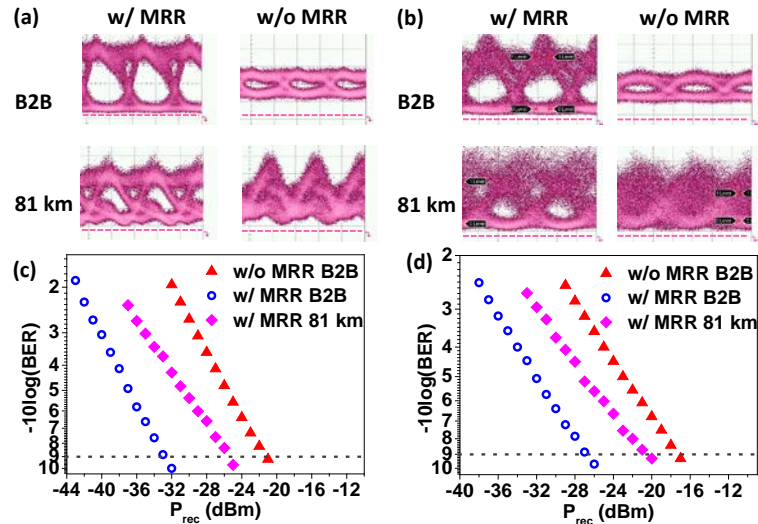 (a) w/ MRR w/o MRR
B2B
81 km
(b) w/ MRR w/o MRR
B2B
81 km
(c)
w/o MRR B2B
w/ MRR B2B
w/ MRR 81 km
-10log(BER)
2
3
4
5
6
7
8
9
10
-44 -40 -36 -32 -28 -24 -20 -16 -12
P_rec (dBm)
(d)
w/o MRR B2B
w/ MRR B2B
w/ MRR 81 km
-10log(BER)
2
3
4
5
6
7
8
9
10
-40 -36 -32 -28 -24 -20 -16 -12
P_rec (dBm)